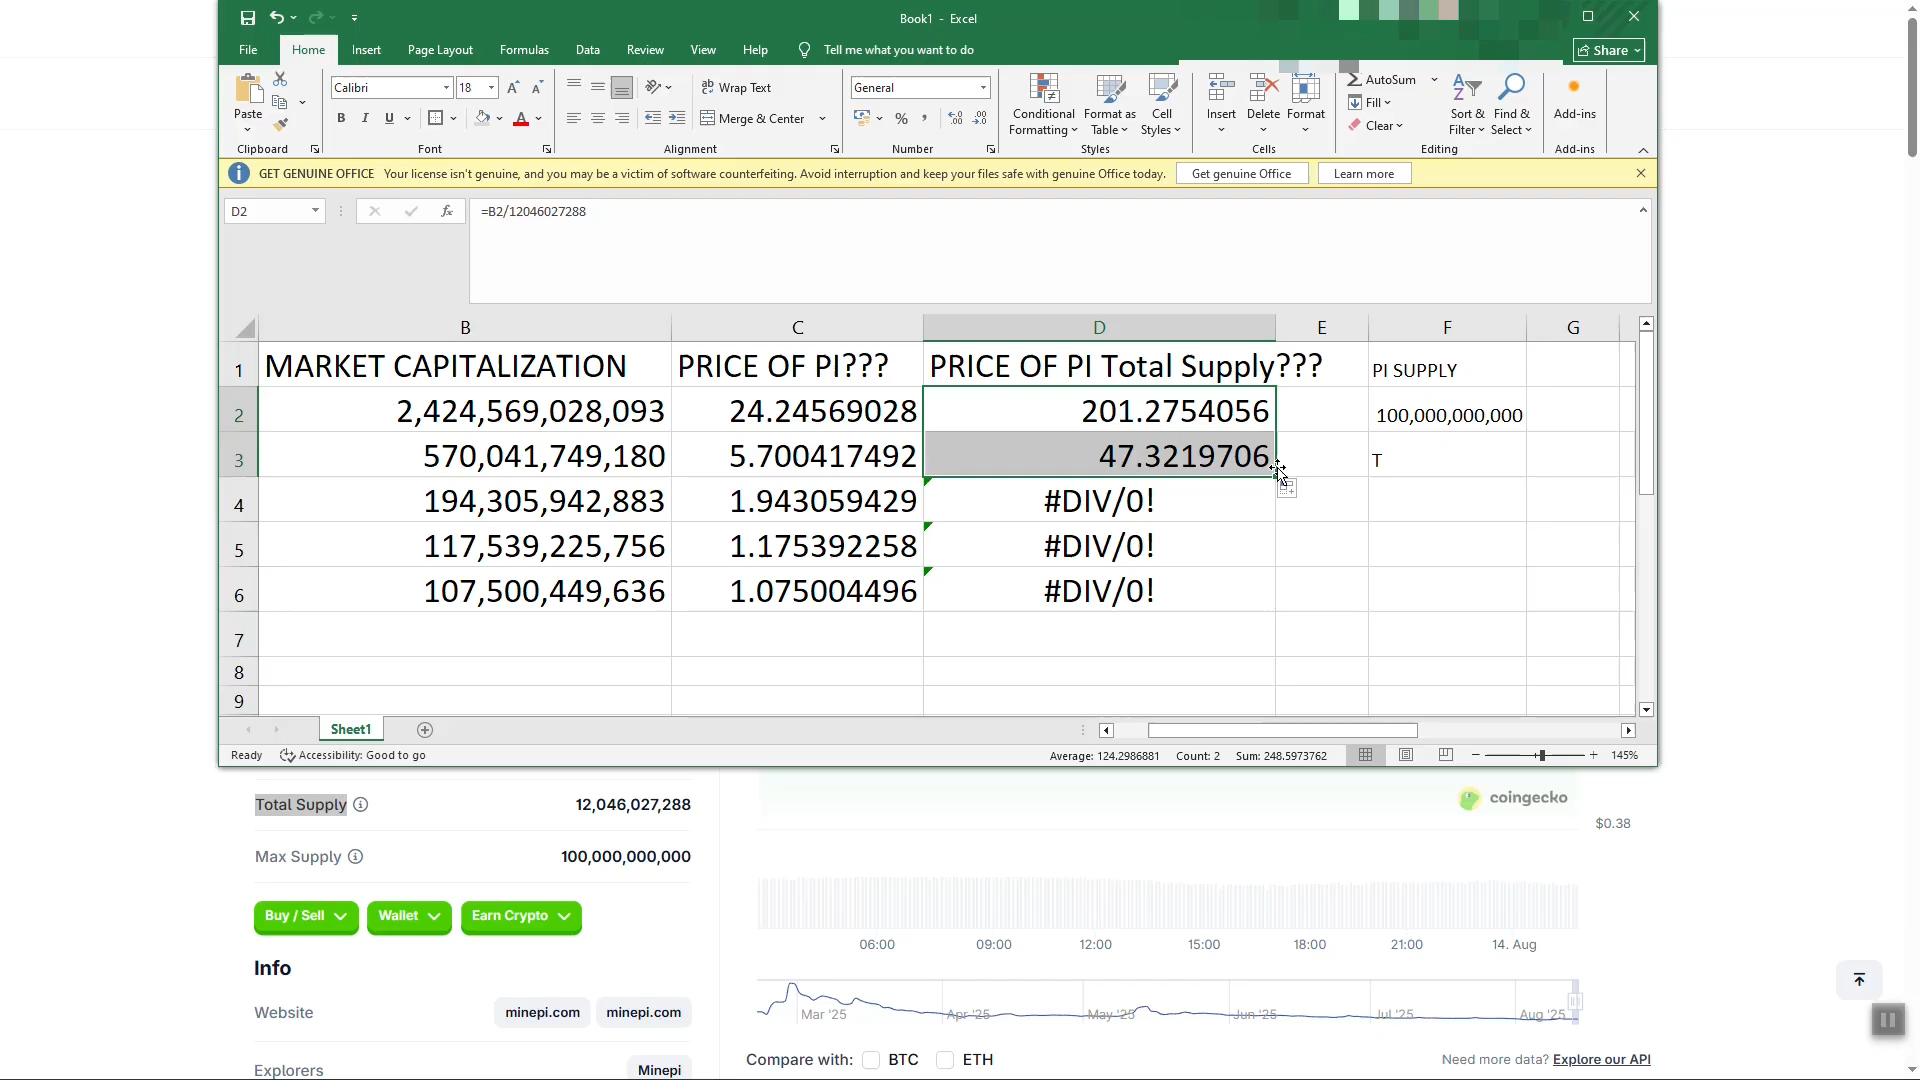 Book1 - Excel
File Home Insert Page Layout Formulas Data Review View Help Tell me what you want to do Share
Calibri 18 Wrap Text General AutoSum
Paste B I U Merge & Center % Conditional Formatting Format as Table Cell Styles Insert Delete Format Fill Clear Sort & Filter Find & Select Add-ins
Clipboard Font Alignment Number Styles Cells Editing Add-ins
GET GENUINE OFFICE Your license isn't genuine, and you may be a victim of software counterfeiting. Avoid interruption and keep your files safe with genuine Office today. Get genuine Office Learn more
D2 fx =B2/12046027288
B C D E F G
1 MARKET CAPITALIZATION PRICE OF PI??? PRICE OF PI Total Supply??? PI SUPPLY
2 2,424,569,028,093 24.24569028 201.2754056 100,000,000,000
3 570,041,749,180 5.700417492 47.3219706 T
4 194,305,942,883 1.943059429 #DIV/0!
5 117,539,225,756 1.175392258 #DIV/0!
6 107,500,449,636 1.075004496 #DIV/0!
7
8
9
Sheet1
Ready Accessibility: Good to go Average: 124.2986881 Count: 2 Sum: 248.5973762 145%
Total Supply 12,046,027,288
coingecko
$0.38
Max Supply 100,000,000,000
Buy / Sell Wallet Earn Crypto
06:00 09:00 12:00 15:00 18:00 21:00 14. Aug
Info
Website minepi.com minepi.com
Mar '25 Apr '25 May '25 Jun '25 Jul '25 Aug '25
Compare with: BTC ETH Need more data? Explore our API
Explorers Minepi